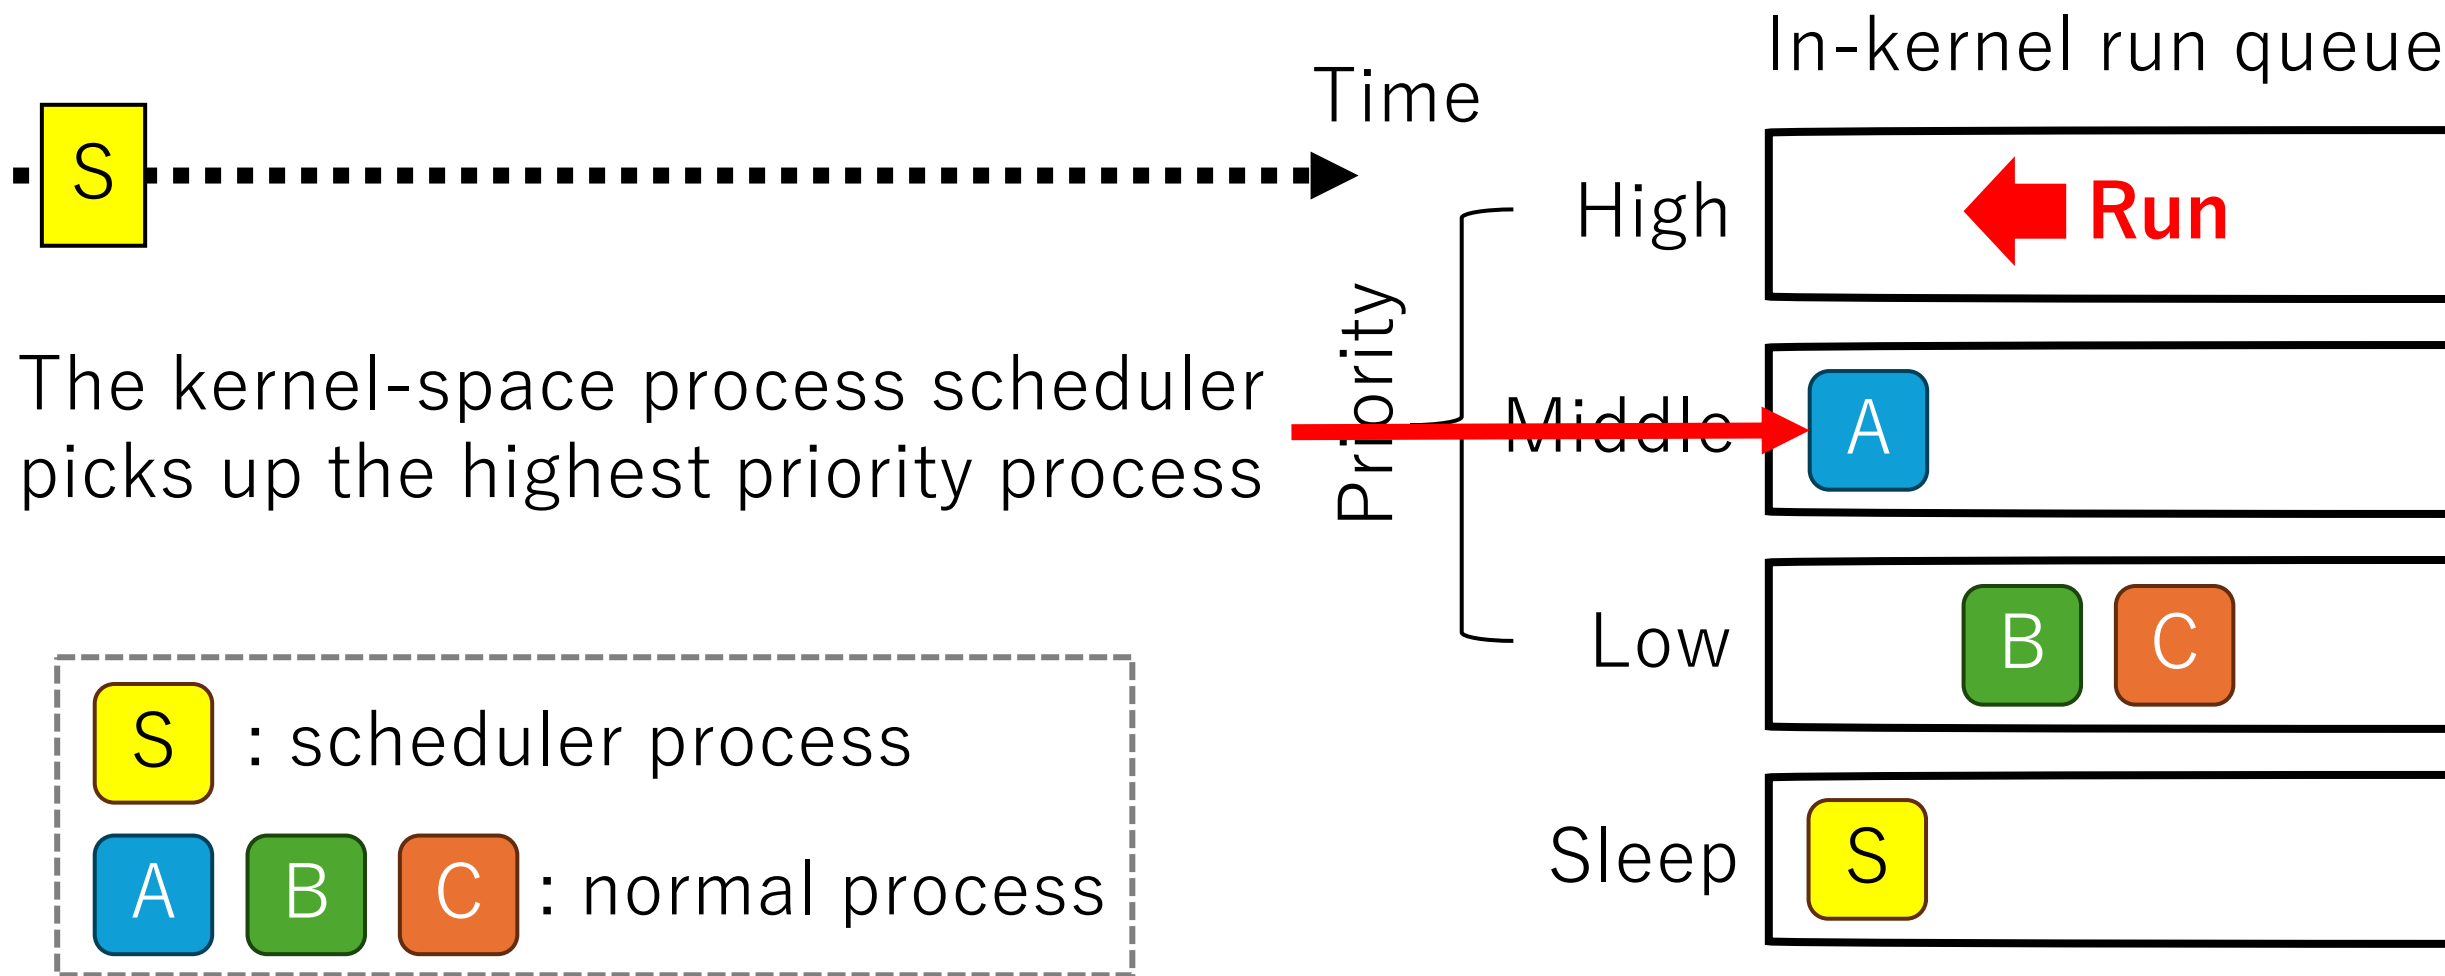 In-kernel run queue
Time
S
High
Run
Priority
The kernel-space process scheduler
picks up the highest priority process
Middle
A
Low
B C
S : scheduler process
A B C : normal process
Sleep
S